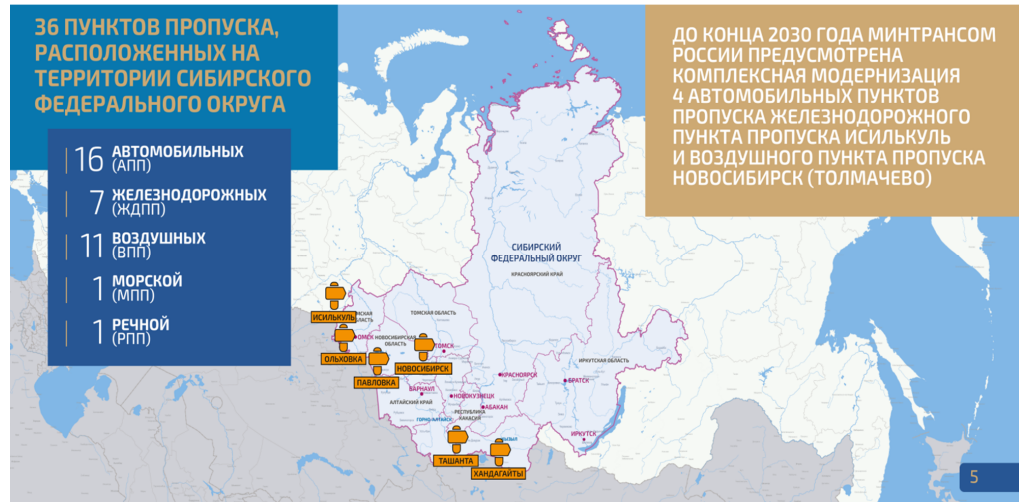 36 ПУНКТОВ ПРОПУСКА,
РАСПОЛОЖЕННЫХ НА
ТЕРРИТОРИИ СИБИРСКОГО
ФЕДЕРАЛЬНОГО ОКРУГА
16 АВТОМОБИЛЬНЫХ
(АПП)
7 ЖЕЛЕЗНОДОРОЖНЫХ
(ЖДПП)
11 ВОЗДУШНЫХ
(ВПП)
1 МОРСКОЙ
(МПП)
1 РЕЧНОЙ
(РПП)
ДО КОНЦА 2030 ГОДА МИНТРАНСОМ
РОССИИ ПРЕДУСМОТРЕНА
КОМПЛЕКСНАЯ МОДЕРНИЗАЦИЯ
4 АВТОМОБИЛЬНЫХ ПУНКТОВ
ПРОПУСКА ЖЕЛЕЗНОДОРОЖНОГО
ПУНКТА ПРОПУСКА ИСИЛЬКУЛЬ
И ВОЗДУШНОГО ПУНКТА ПРОПУСКА
НОВОСИБИРСК (ТОЛМАЧЕВО)
СИБИРСКИЙ
ФЕДЕРАЛЬНЫЙ ОКРУГ
КРАСНОЯРСКИЙ КРАЙ
ИСИЛЬКУЛЬ
ОБЛАСТЬ
ТОМСКАЯ ОБЛАСТЬ
ОМСК
НОВОСИБИРСКАЯ
ОБЛАСТЬ
ТОМСК
ОЛЬХОВКА
НОВОСИБИРСК
ПАВЛОВКА
ИРКУТСКАЯ ОБЛАСТЬ
КРАСНОЯРСК
БРАТСК
БАРНАУЛ
НОВОКУЗНЕЦК
АЛТАЙСКИЙ КРАЙ
АБАКАН
РЕСПУБЛИКА
ХАКАСИЯ
ГОРНО-АЛТАЙСК
ИРКУТСК
КЫЗЫЛ
ТАШАНТА
ХАНДАГАЙТЫ
5